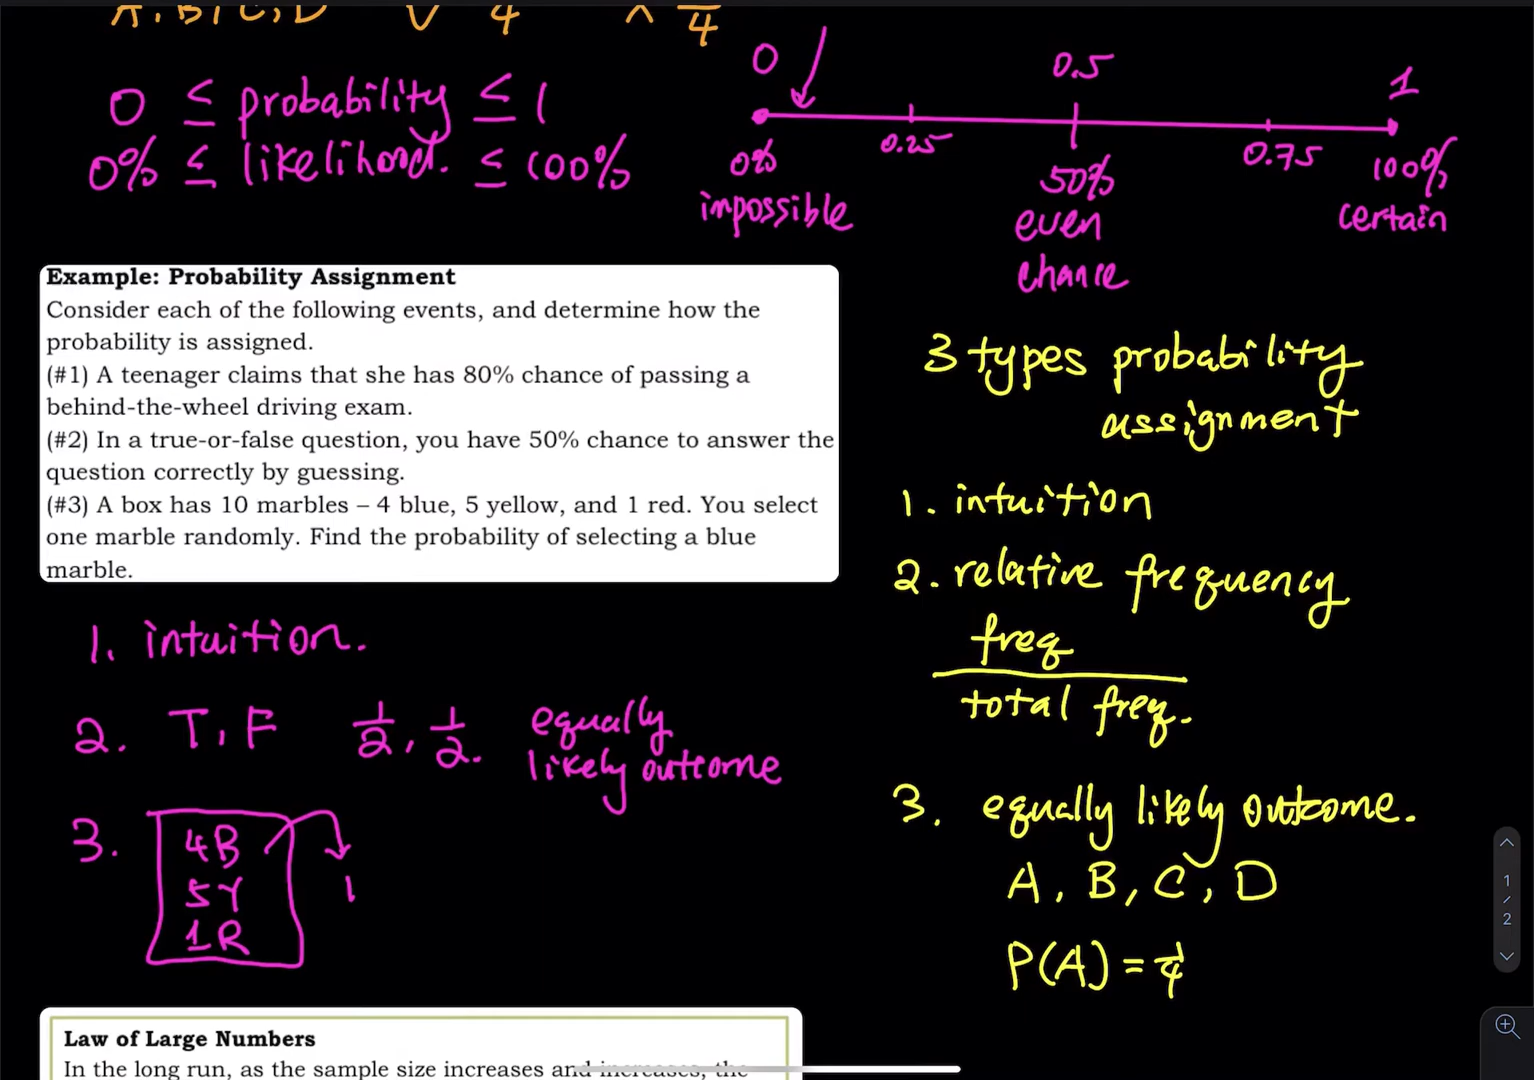 A, B, C, D ✓ 4 ^ 4
0 ≤ probability ≤ 1
0% ≤ likelihood. ≤ 100%
0 0.5 1
0.25 0.75
0% 50% 100%
impossible even certain
chance
Example: Probability Assignment
Consider each of the following events, and determine how the
probability is assigned.
(#1) A teenager claims that she has 80% chance of passing a
behind-the-wheel driving exam.
(#2) In a true-or-false question, you have 50% chance to answer the
question correctly by guessing.
(#3) A box has 10 marbles – 4 blue, 5 yellow, and 1 red. You select
one marble randomly. Find the probability of selecting a blue
marble.
3 types probability
assignment
1. intuition
2. relative frequency
freq
total freq.
3. equally likely outcome.
A, B, C, D
P(A) = 1/4
1. intuition.
2. T, F 1/2, 1/2. equally
likely outcome
3. 4B
5Y 1
1R
Law of Large Numbers
In the long run, as the sample size increases and increases, the
1
/
2